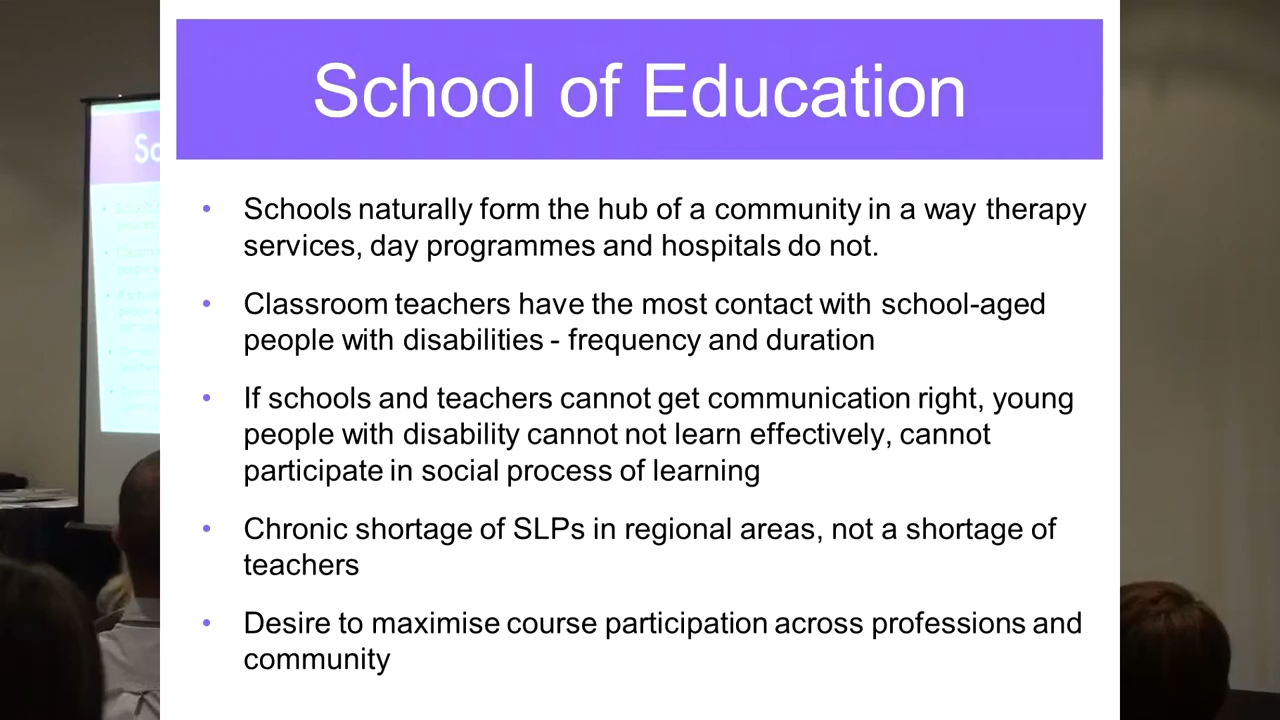 School of Education
• Schools naturally form the hub of a community in a way therapy
services, day programmes and hospitals do not.
• Classroom teachers have the most contact with school-aged
people with disabilities - frequency and duration
• If schools and teachers cannot get communication right, young
people with disability cannot not learn effectively, cannot
participate in social process of learning
• Chronic shortage of SLPs in regional areas, not a shortage of
teachers
• Desire to maximise course participation across professions and
community